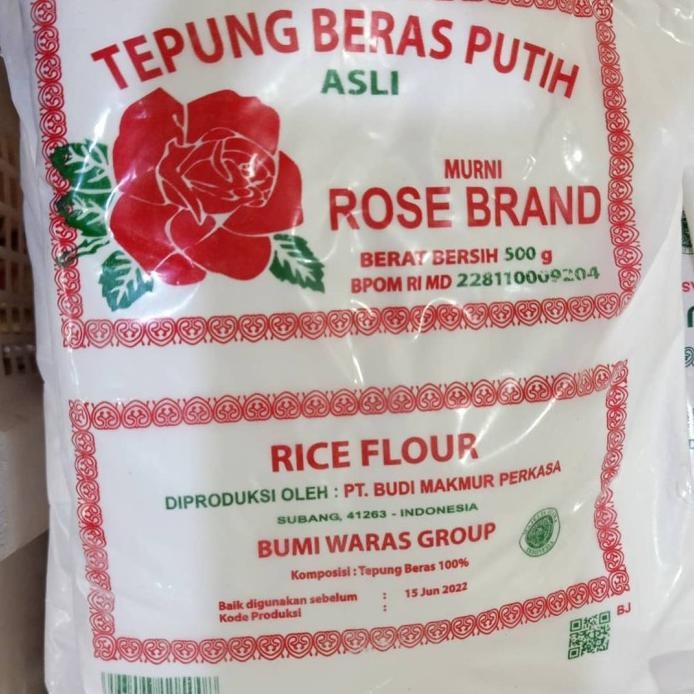 TEPUNG BERAS PUTIH
ASLI
MURNI
ROSE BRAND
BERAT BERSIH 500 g
BPOM RI MD 228110009204
RICE FLOUR
DIPRODUKSI OLEH : PT. BUDI MAKMUR PERKASA
SUBANG, 41263 - INDONESIA
BUMI WARAS GROUP
Komposisi : Tepung Beras 100%
Baik digunakan sebelum : 15 Jun 2022
Kode Produksi :
BJ